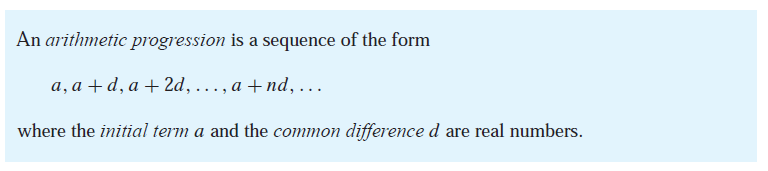 An arithmetic progression is a sequence of the form
a, a + d, a + 2d, . . . , a + nd, . . .
where the initial term a and the common difference d are real numbers.